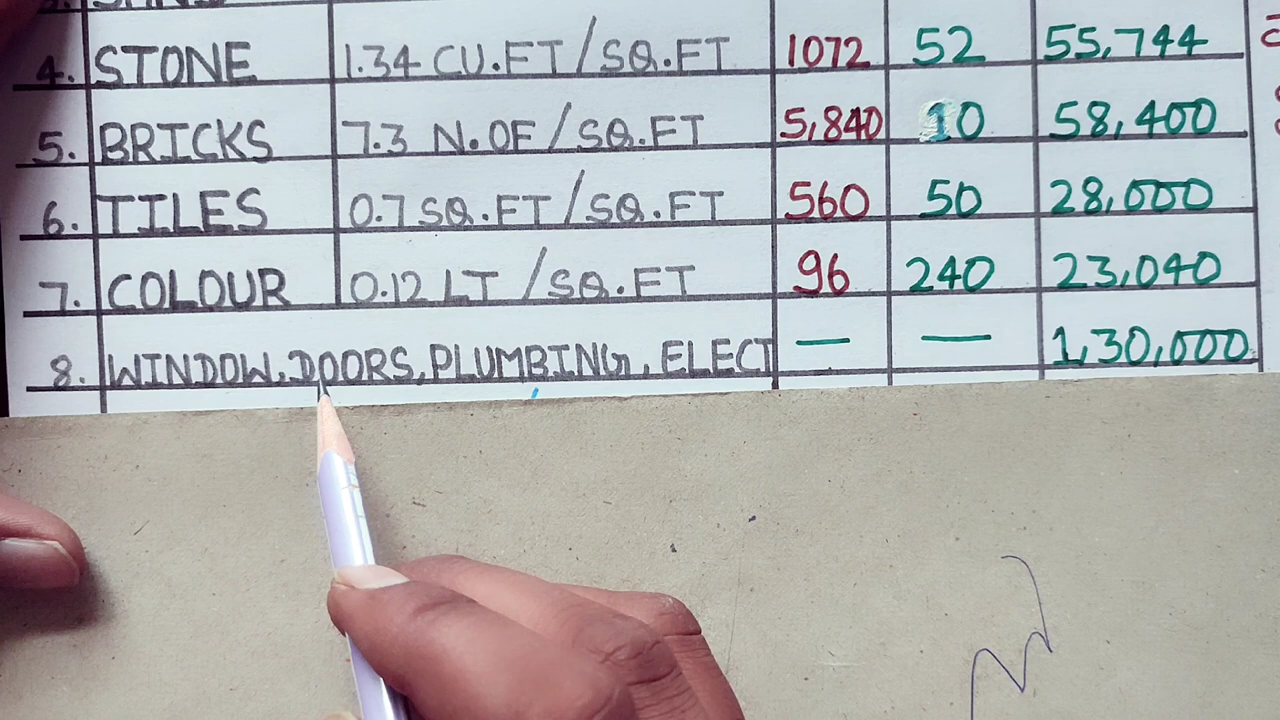 4. STONE 1.34 CU.FT/SQ.FT 1072 52 55,744
5. BRICKS 7.3 N.OF/SQ.FT 5,840 10 58,400
6. TILES 0.7 SQ.FT/SQ.FT 560 50 28,000
7. COLOUR 0.12 LT /SQ.FT 96 240 23,040
8. WINDOW, DOORS, PLUMBING, ELECT — — 1,30,000